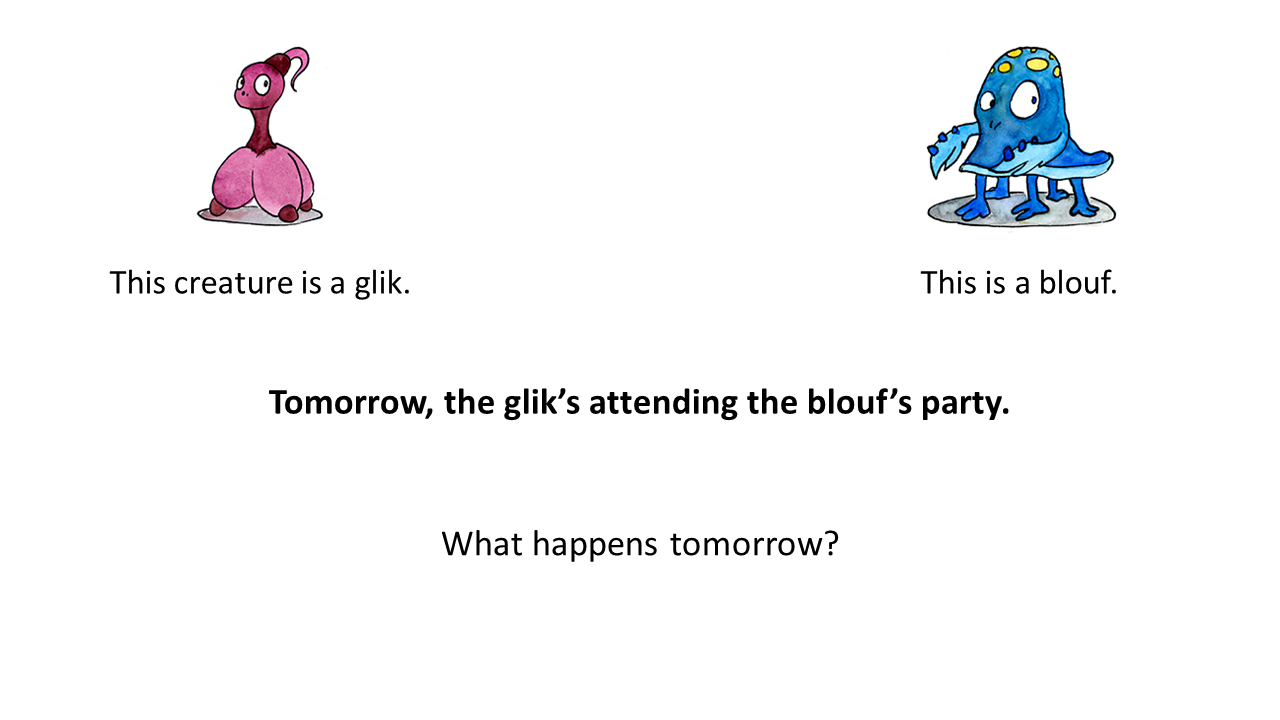 This creature is a glik.
This is a blouf.
Tomorrow, the glik’s attending the blouf’s party.
What happens tomorrow?